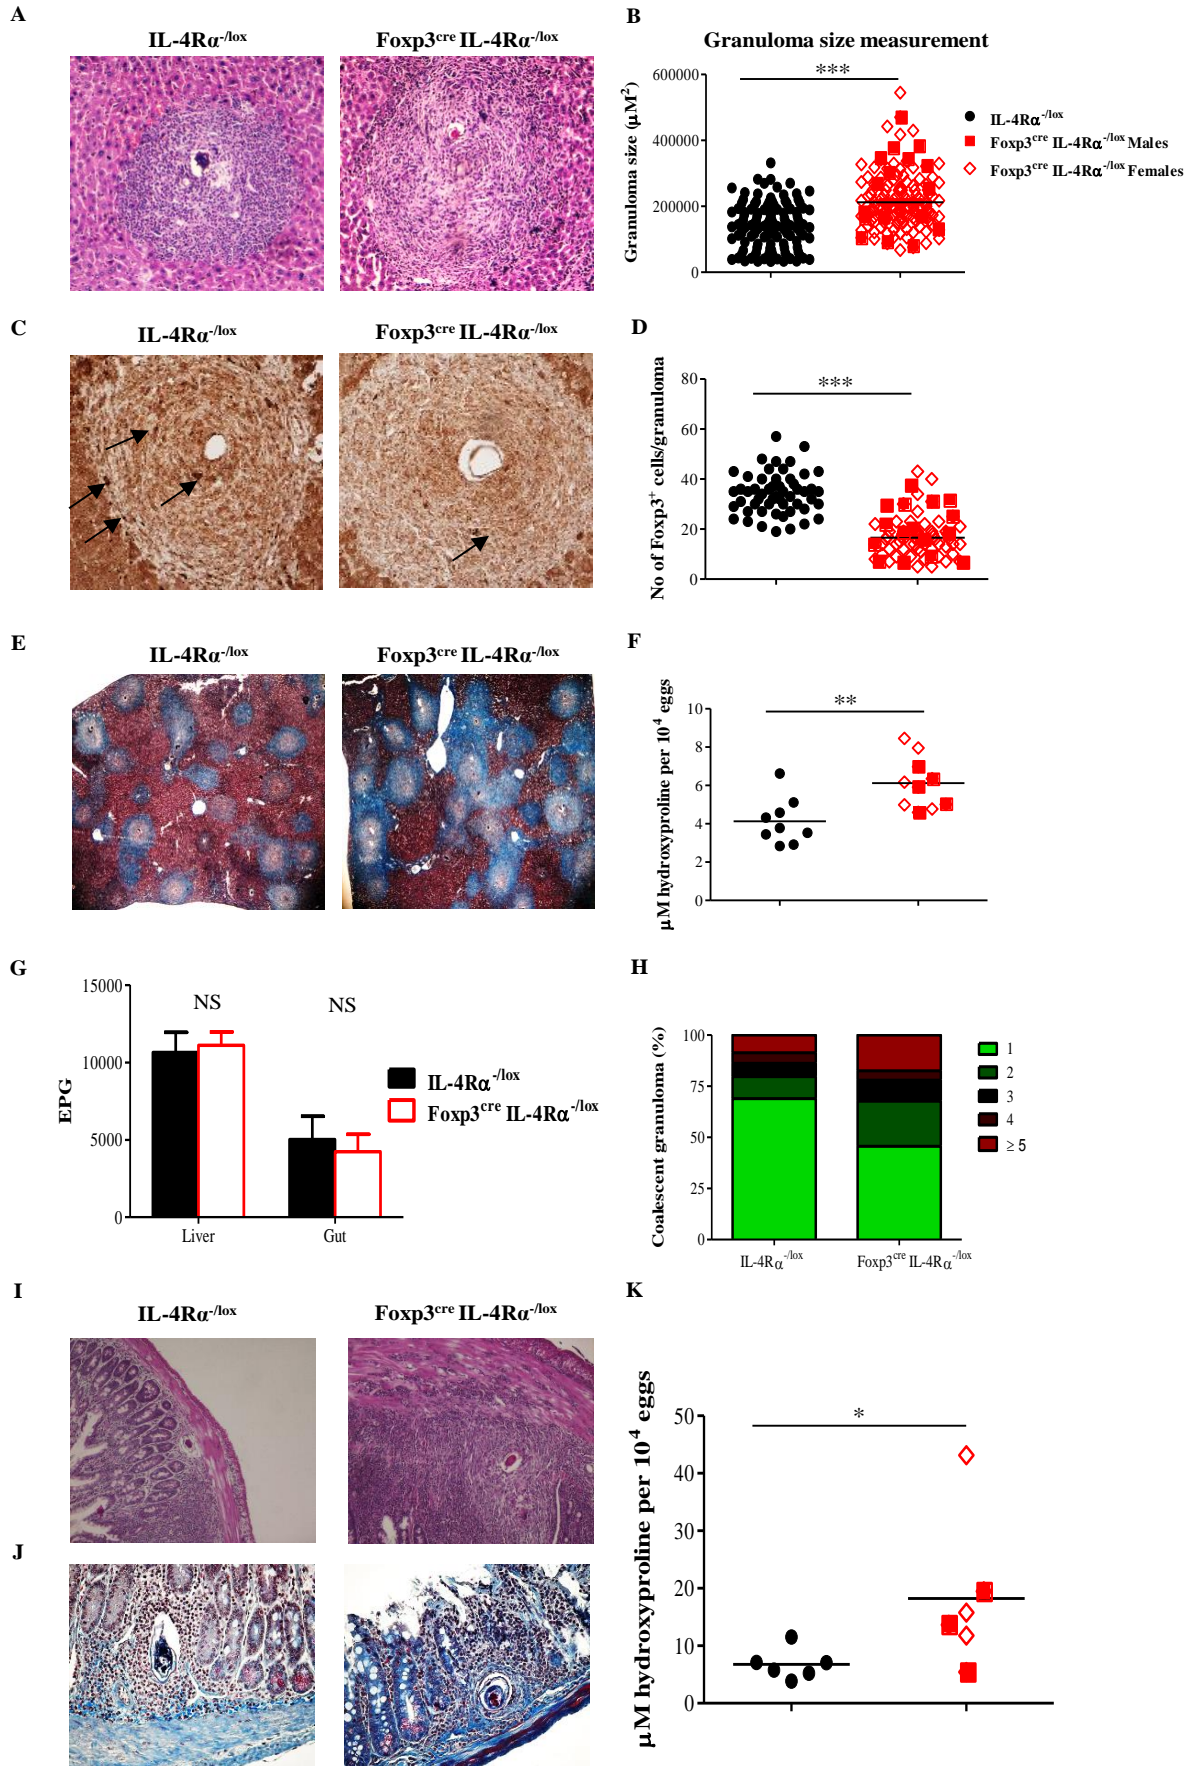 A
IL-4Rα-/lox
Foxp3cre IL-4Rα-/lox
B
Granuloma size measurement
Granuloma size (µM2)
600000
400000
200000
0
***
IL-4Rα-/lox
Foxp3cre IL-4Rα-/lox Males
Foxp3cre IL-4Rα-/lox Females
C
IL-4Rα-/lox
Foxp3cre IL-4Rα-/lox
D
No of Foxp3+ cells/granuloma
80
60
40
20
0
***
E
IL-4Rα-/lox
Foxp3cre IL-4Rα-/lox
F
µM hydroxyproline per 104 eggs
10
8
6
4
2
0
**
G
EPG
15000
10000
5000
0
NS
NS
Liver
Gut
IL-4Rα-/lox
Foxp3cre IL-4Rα-/lox
H
Coalescent granuloma (%)
100
75
50
25
0
IL-4Rα-/lox
Foxp3cre IL-4Rα-/lox
1
2
3
4
≥ 5
I
IL-4Rα-/lox
Foxp3cre IL-4Rα-/lox
J
K
µM hydroxyproline per 104 eggs
50
40
30
20
10
0
*